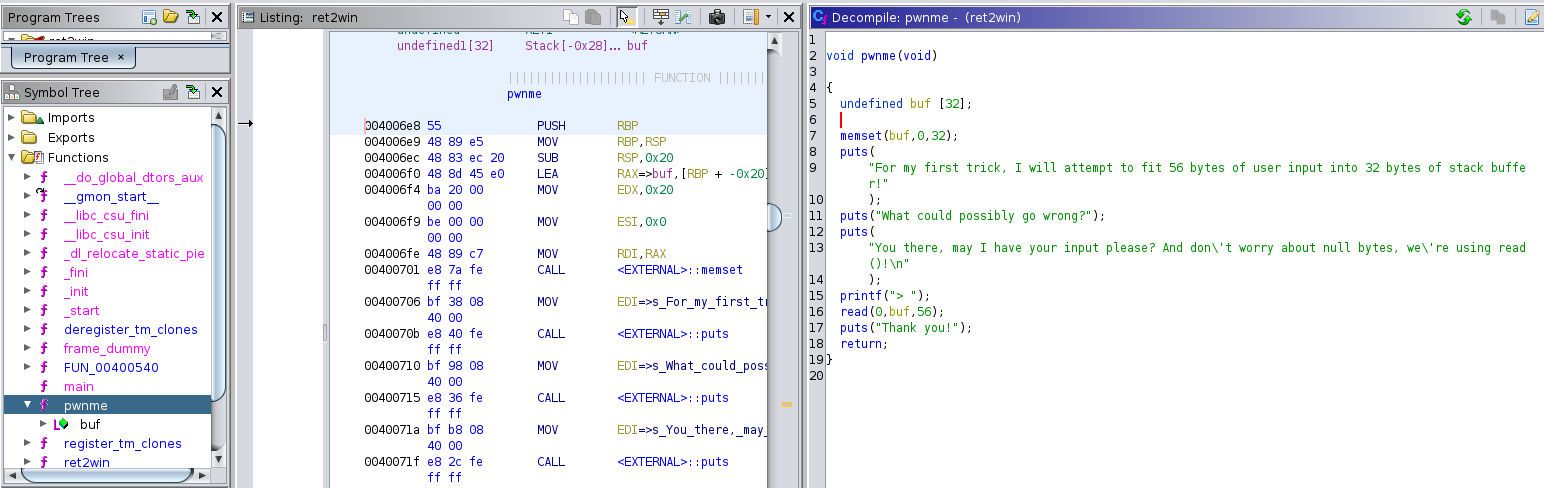 Program Trees
ret2win
Program Tree ×
Symbol Tree
Imports
Exports
Functions
__do_global_dtors_aux
__gmon_start__
__libc_csu_fini
__libc_csu_init
_dl_relocate_static_pie
_fini
_init
_start
deregister_tm_clones
frame_dummy
FUN_00400540
main
pwnme
buf
register_tm_clones
ret2win
Listing: ret2win
undefined1[32] Stack[-0x28]... buf
|||||||||||||||||||| FUNCTION ||||||
pwnme
004006e8 55 PUSH RBP
004006e9 48 89 e5 MOV RBP,RSP
004006ec 48 83 ec 20 SUB RSP,0x20
004006f0 48 8d 45 e0 LEA RAX=>buf,[RBP + -0x20]
004006f4 ba 20 00 MOV EDX,0x20
00 00
004006f9 be 00 00 MOV ESI,0x0
00 00
004006fe 48 89 c7 MOV RDI,RAX
00400701 e8 7a fe CALL <EXTERNAL>::memset
ff ff
00400706 bf 38 08 MOV EDI=>s_For_my_first_tr
40 00
0040070b e8 40 fe CALL <EXTERNAL>::puts
ff ff
00400710 bf 98 08 MOV EDI=>s_What_could_poss
40 00
00400715 e8 36 fe CALL <EXTERNAL>::puts
ff ff
0040071a bf b8 08 MOV EDI=>s_You_there,_may_
40 00
0040071f e8 2c fe CALL <EXTERNAL>::puts
ff ff
Decompile: pwnme - (ret2win)
1
2 void pwnme(void)
3
4 {
5 undefined buf [32];
6
7 memset(buf,0,32);
8 puts(
9 "For my first trick, I will attempt to fit 56 bytes of user input into 32 bytes of stack buffe
r!"
10 );
11 puts("What could possibly go wrong?");
12 puts(
13 "You there, may I have your input please? And don\'t worry about null bytes, we\'re using read
()!\n"
14 );
15 printf("> ");
16 read(0,buf,56);
17 puts("Thank you!");
18 return;
19 }
20